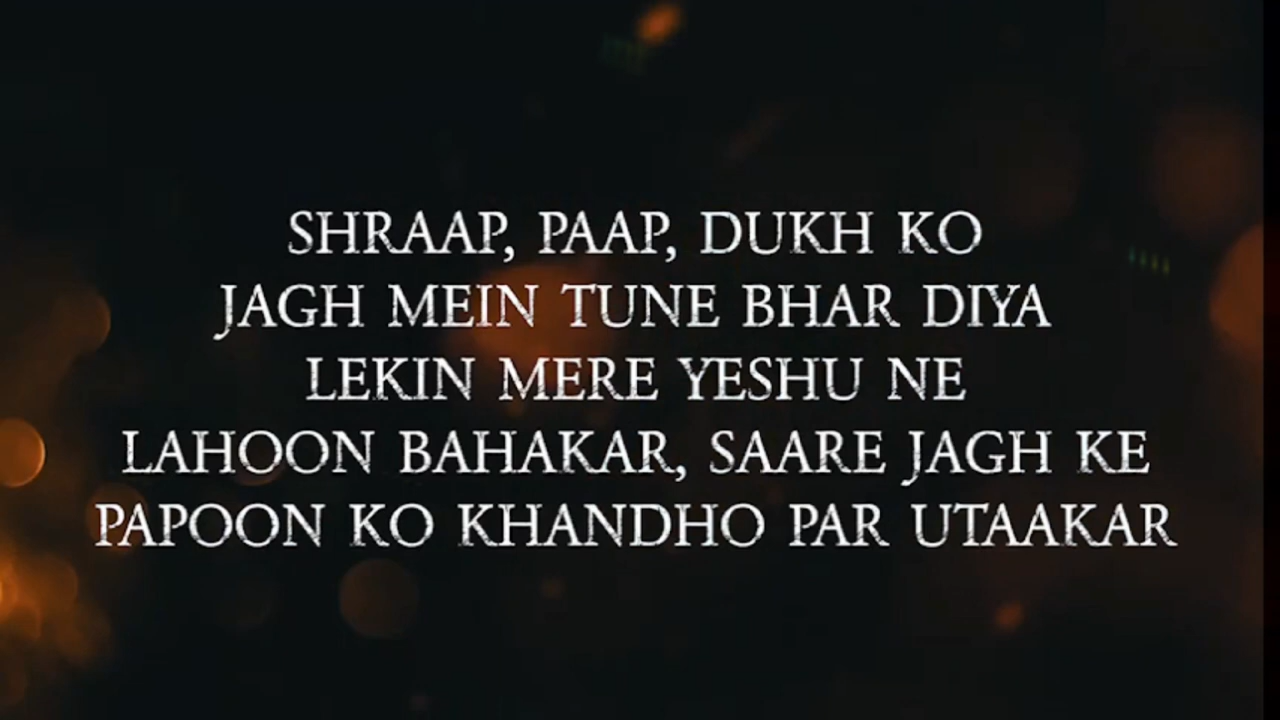 SHRAAP, PAAP, DUKH KO
JAGH MEIN TUNE BHAR DIYA
LEKIN MERE YESHU NE
LAHOON BAHAKAR, SAARE JAGH KE
PAPOON KO KHANDHO PAR UTAAKAR